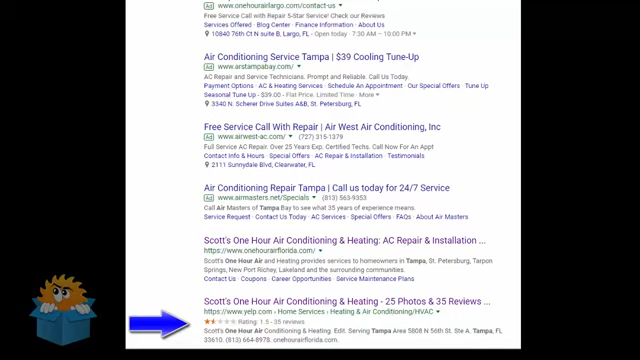 Ad www.onehourairlargo.com/contact-us
Free Service Call with Repair 5-Star Service! Check our Reviews
Services Offered · Blog Center · Finance Information · About Us
10840 76th Ct N suite B, Largo, FL - Open today · 7:30 AM – 10:00 PM
Air Conditioning Service Tampa | $39 Cooling Tune-Up
Ad www.arstampabay.com/
AC Repair and Service Technicians. Prompt and Reliable. Call Us Today.
Payment Options · AC & Heating Services · Schedule An Appointment · Our Special Offers · Tune Up
Seasonal Tune Up - $39.00 - Flat Price. Limited Time. · More
3340 N. Scherer Drive Suites A&B, St. Petersburg, FL
Free Service Call With Repair | Air West Air Conditioning, Inc
Ad www.airwest-ac.com/ (727) 315-1379
Full Service AC Repair. Over 25 Years Exp. Certified Techs. Call Now For An Appt
Contact Info & Hours · Special Offers · AC Repair & Installation · Testimonials
2111 Sunnydale Blvd, Clearwater, FL
Air Conditioning Repair Tampa | Call us today for 24/7 Service
Ad www.airmasters.net/Specials (813) 563-9353
Call Air Masters of Tampa Bay to see what 35 years of experience means.
Service Request · Contact Us Today · AC Services · Special Offers · FAQs · About Air Masters
Scott's One Hour Air Conditioning & Heating: AC Repair & Installation ...
https://www.onehourairflorida.com/
Scott's One Hour Air and Heating provides services to homeowners in Tampa, St. Petersburg, Tarpon
Springs, New Port Richey, Lakeland and the surrounding communities.
Contact Us · Coupons · Career Opportunities · Service Maintenance Plans
Scott's One Hour Air Conditioning & Heating - 25 Photos & 35 Reviews ...
https://www.yelp.com › Home Services › Heating & Air Conditioning/HVAC
Rating: 1.5 - 35 reviews
Scott's One Hour Air Conditioning & Heating. Edit. Serving Tampa Area 5808 N 56th St. Ste A. Tampa, FL
33610. (813) 664-8978. onehourairflorida.com.